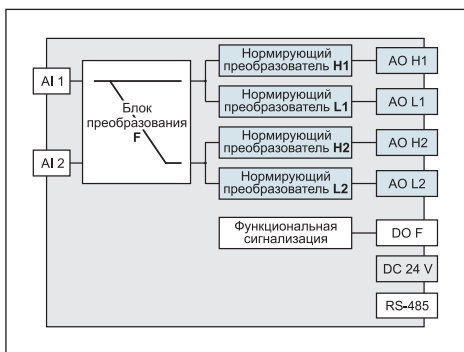 AI 1
AI 2
Блок
преобразования
F
Нормирующий
преобразователь H1
Нормирующий
преобразователь L1
Нормирующий
преобразователь H2
Нормирующий
преобразователь L2
Функциональная
сигнализация
AO H1
AO L1
AO H2
AO L2
DO F
DC 24 V
RS-485